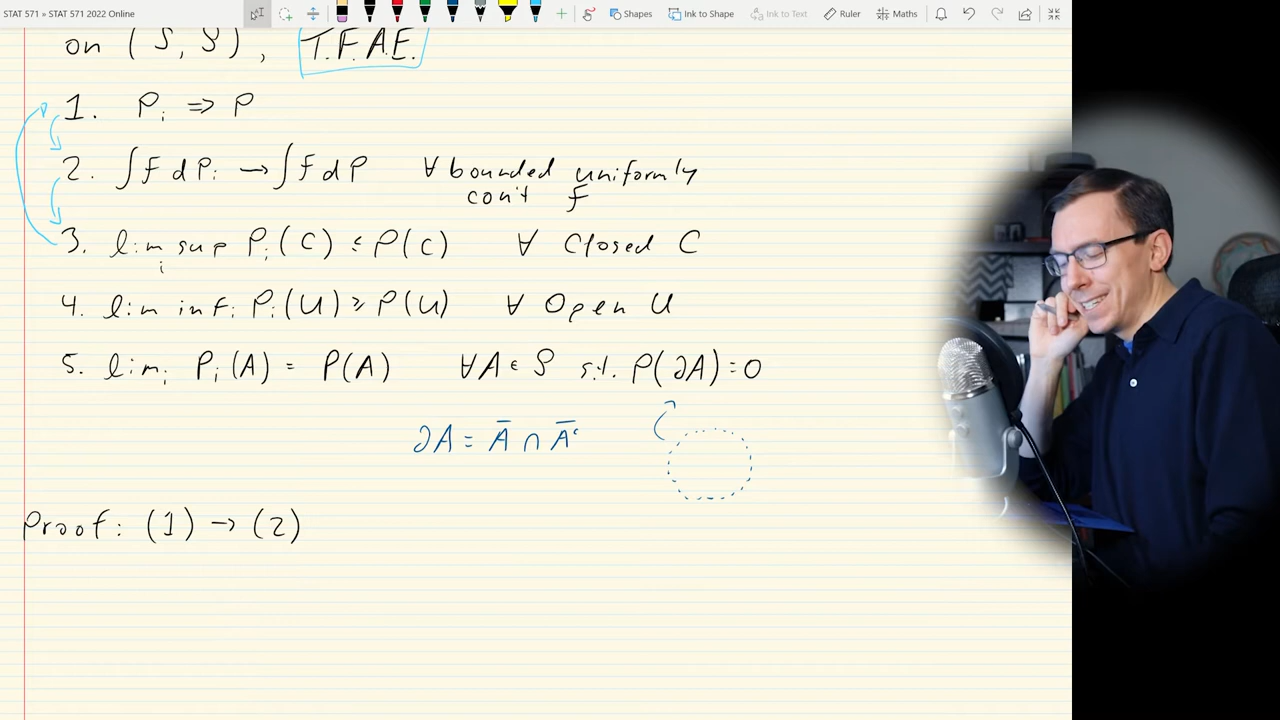 STAT 571 » STAT 571 2022 Online
Shapes
Ink to Shape
Ink to Text
Ruler
Maths
on (S, 𝒮), T.F.A.E.
1. Pᵢ ⇒ P
2. ∫f dPᵢ → ∫f dP ∀ bounded uniformly
con't f
3. lim supᵢ Pᵢ(C) ≤ P(C) ∀ Closed C
4. lim infᵢ Pᵢ(U) ≥ P(U) ∀ Open U
5. limᵢ Pᵢ(A) = P(A) ∀A ∈ 𝒮 s.t. P(∂A) = 0
∂A = A̅ ∩ A̅ᶜ
Proof: (1) → (2)